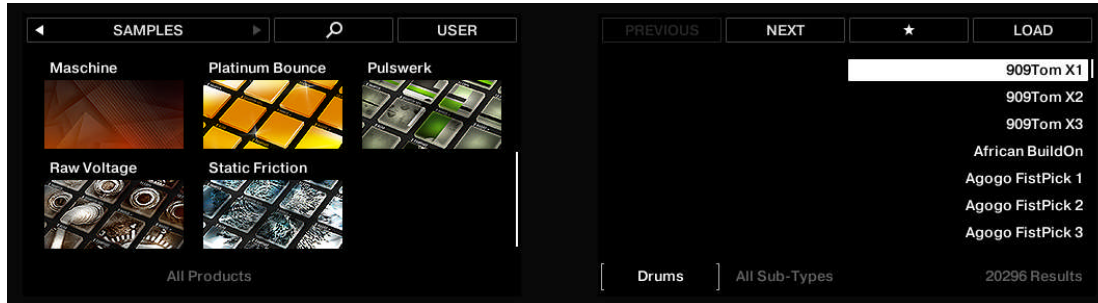 SAMPLES
USER
PREVIOUS
NEXT
LOAD
Maschine
Platinum Bounce
Pulswerk
Raw Voltage
Static Friction
All Products
909Tom X1
909Tom X2
909Tom X3
African BuildOn
Agogo FistPick 1
Agogo FistPick 2
Agogo FistPick 3
Drums
All Sub-Types
20296 Results